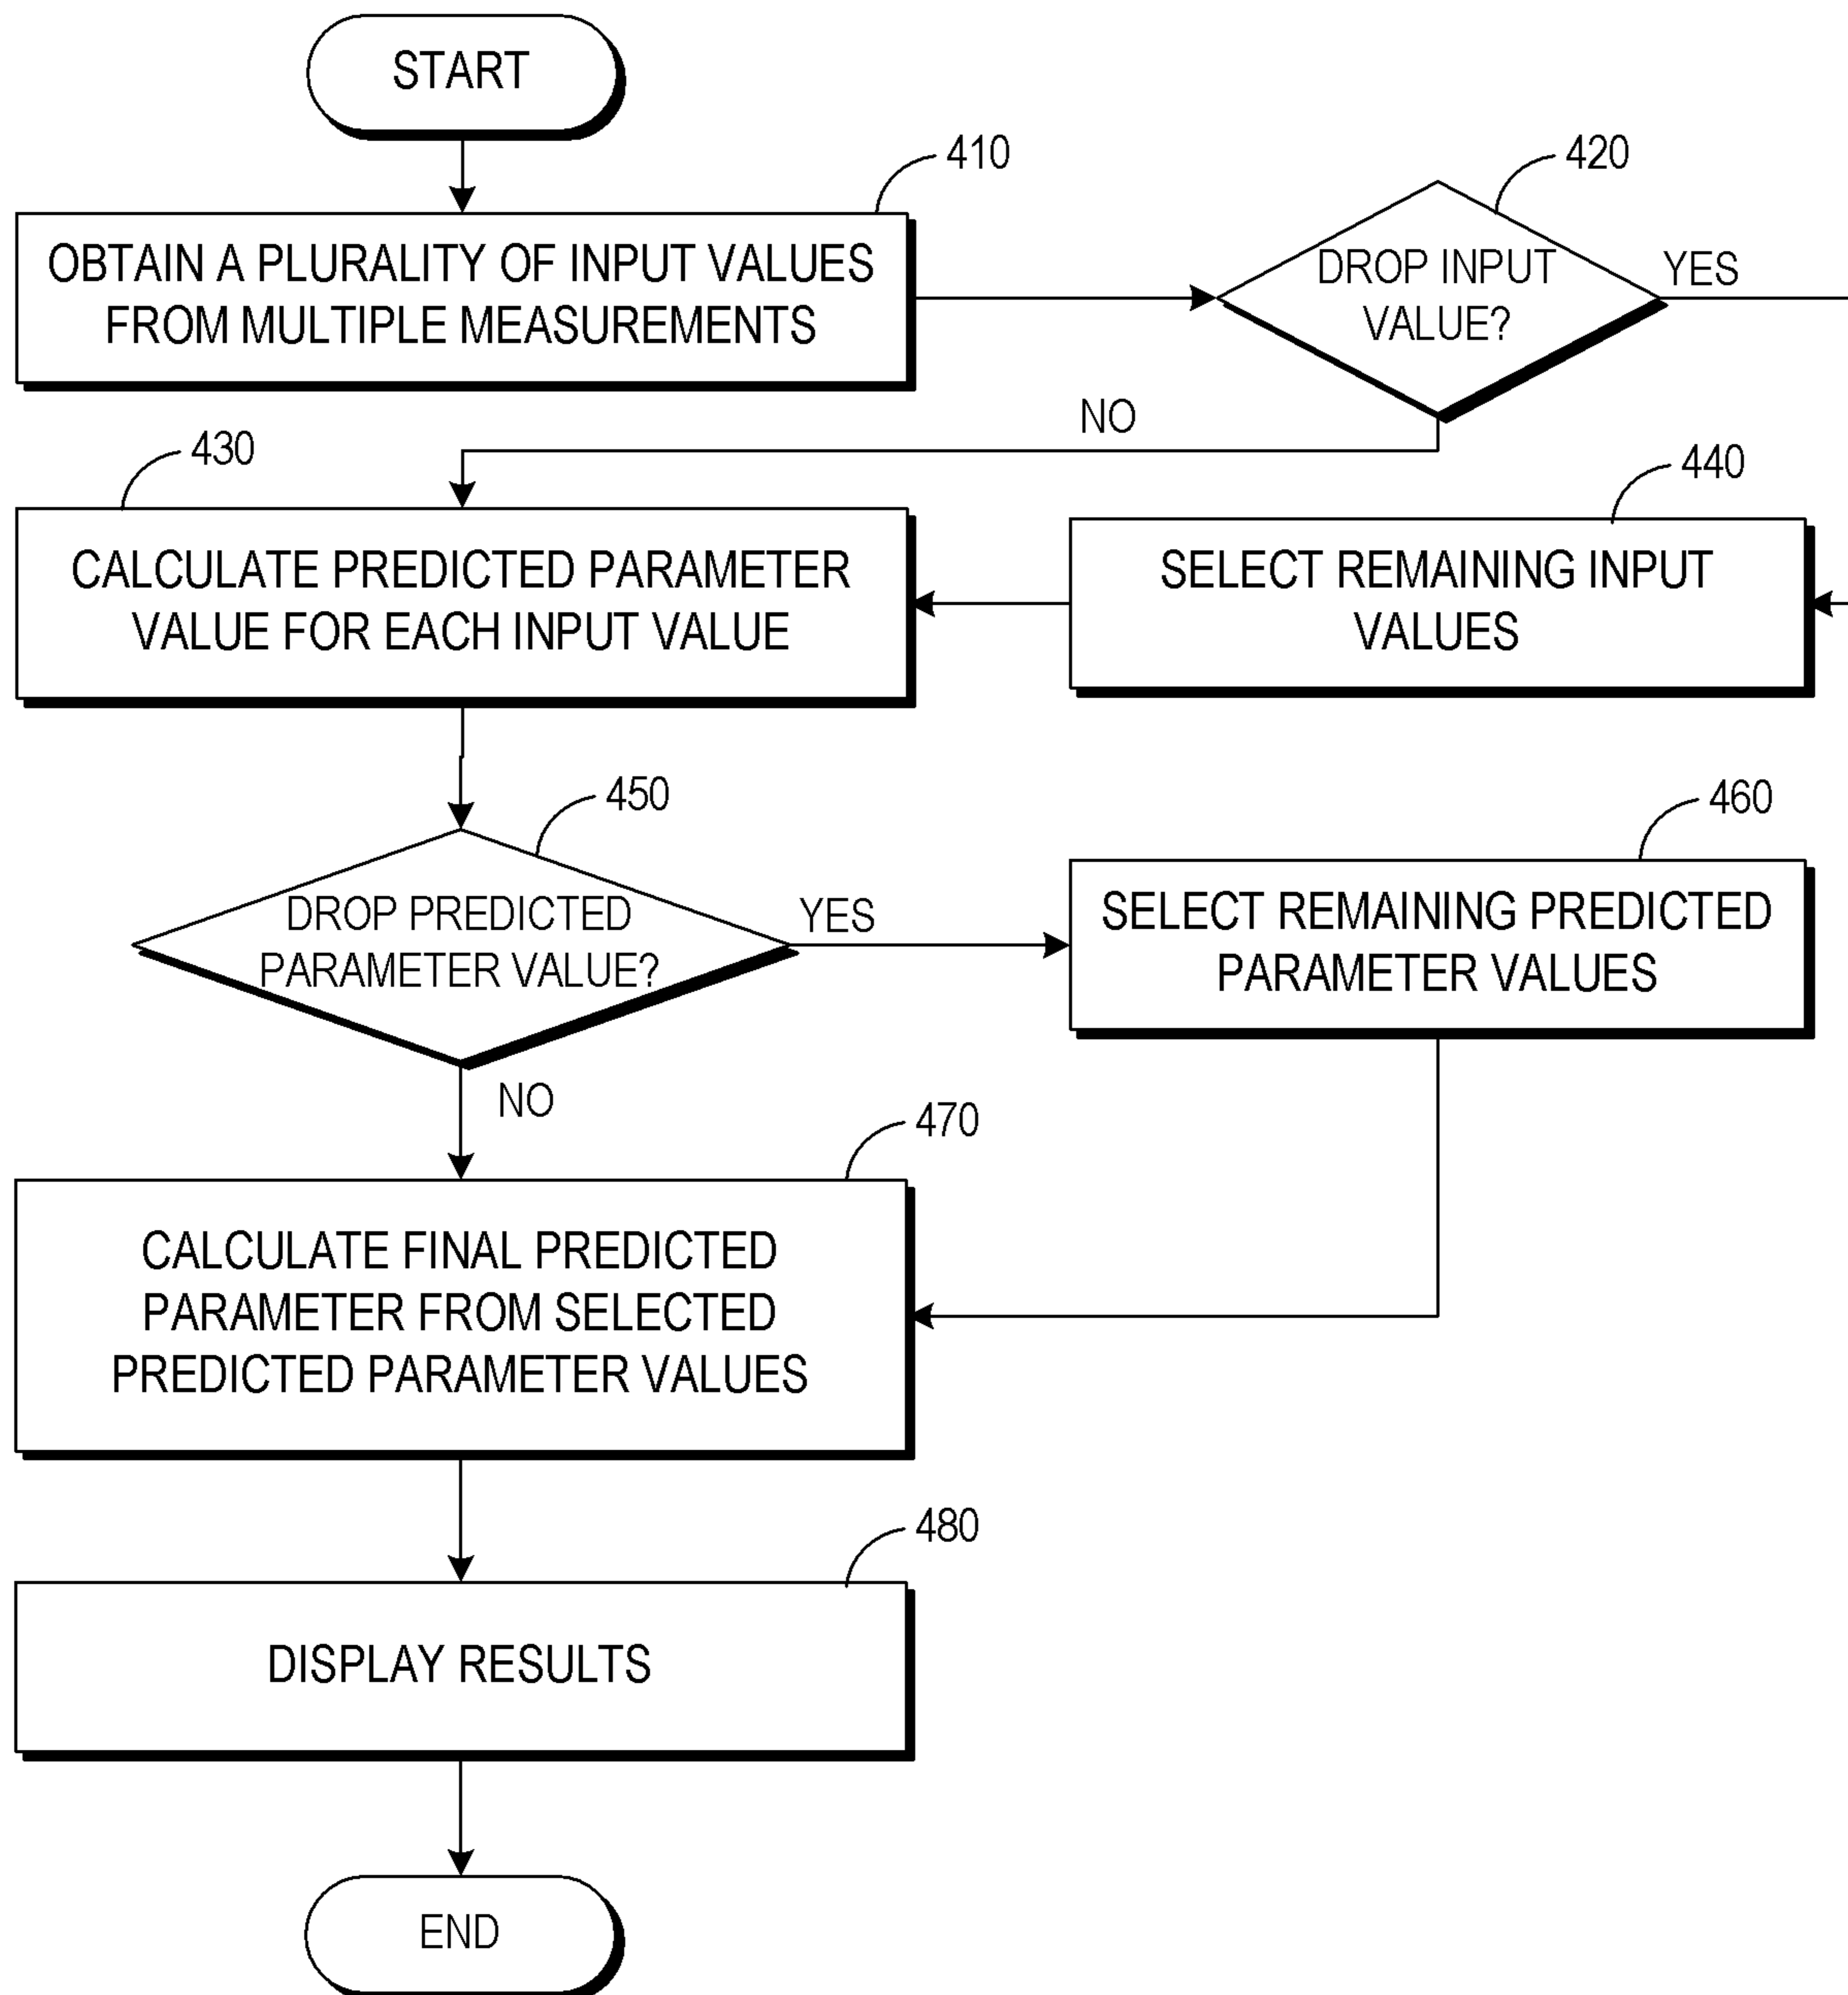 START
410
OBTAIN A PLURALITY OF INPUT VALUES
FROM MULTIPLE MEASUREMENTS
420
DROP INPUT
VALUE?
YES
NO
430
CALCULATE PREDICTED PARAMETER
VALUE FOR EACH INPUT VALUE
440
SELECT REMAINING INPUT
VALUES
450
DROP PREDICTED
PARAMETER VALUE?
YES
460
SELECT REMAINING PREDICTED
PARAMETER VALUES
NO
470
CALCULATE FINAL PREDICTED
PARAMETER FROM SELECTED
PREDICTED PARAMETER VALUES
480
DISPLAY RESULTS
END